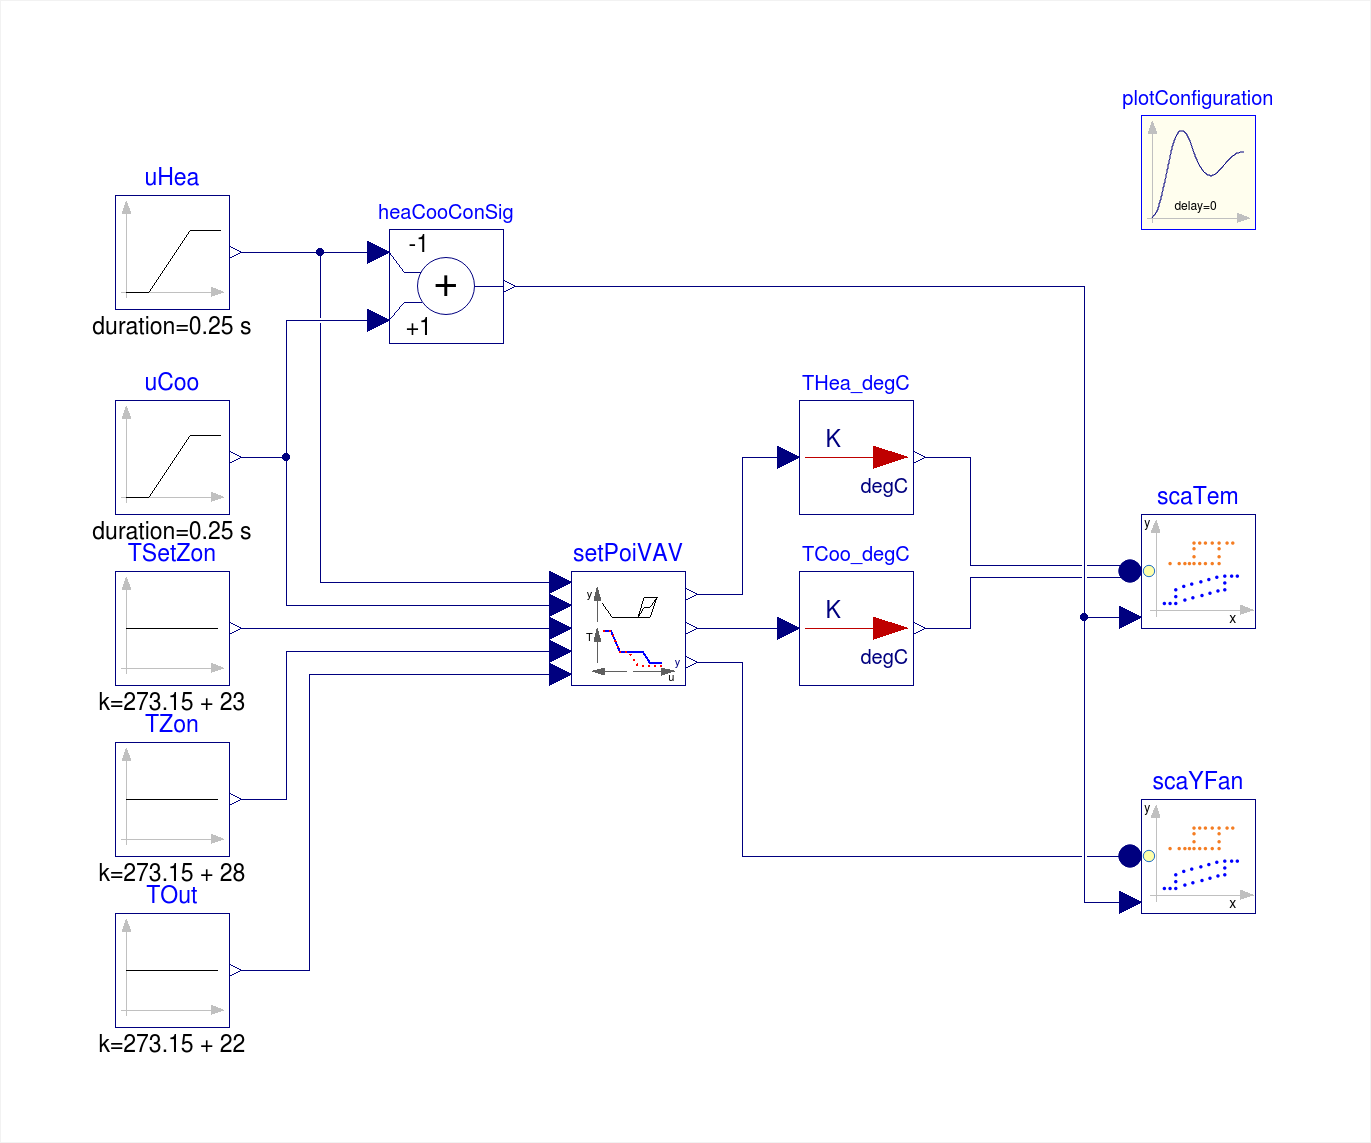 plotConfiguration
delay=0
uHea
duration=0.25 s
heaCooConSig
-1
+
+1
uCoo
duration=0.25 s
THea_degC
K
degC
TSetZon
k=273.15 + 23
setPoiVAV
y
T
y
u
TCoo_degC
K
degC
scaTem
y
x
TZon
k=273.15 + 28
scaYFan
y
x
TOut
k=273.15 + 22